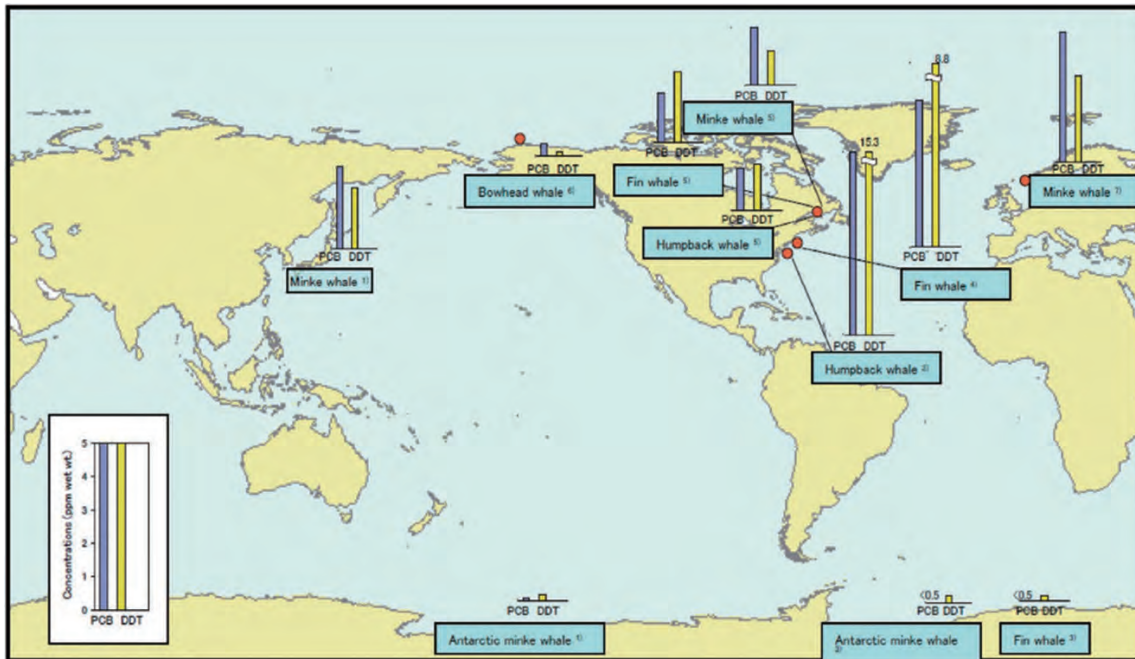 8.8
PCB DDT
Minke whale 5)
15.3
PCB DDT
PCB DDT
Bowhead whale 6)
Fin whale 5)
PCB DDT
Minke whale 7)
PCB DDT
Humpback whale 5)
PCB DDT
Minke whale 1)
PCB DDT
Fin whale 4)
PCB DDT
Humpback whale 2)
Concentrations (ppm wet wt.)
5
4
3
2
1
0
PCB DDT
PCB DDT
Antarctic minke whale 1)
<0.5
PCB DDT
Antarctic minke whale
3)
<0.5
PCB DDT
Fin whale 3)